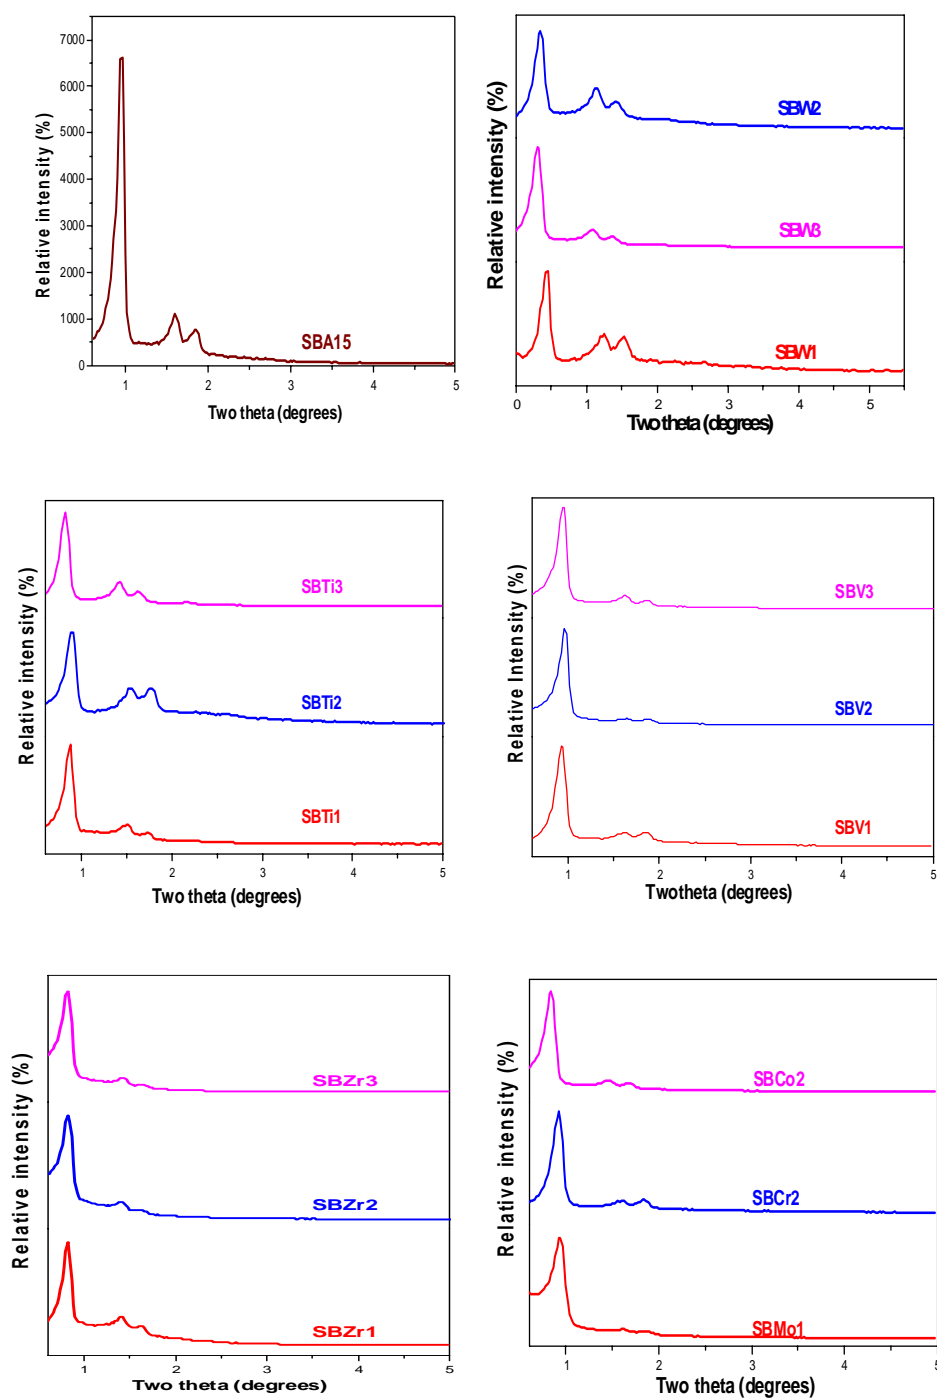 7000
6000
5000
4000
3000
2000
1000
0
Relative intensity (%)
SBA15
1 2 3 4 5
Two theta (degrees)
Relative intensity (%)
SBW2
SBW3
SBW1
0 1 2 3 4 5
Two theta (degrees)
Relative intensity (%)
SBTi3
SBTi2
SBTi1
1 2 3 4 5
Two theta (degrees)
Relative Intensity (%)
SBV3
SBV2
SBV1
1 2 3 4 5
Twotheta (degrees)
Relative intensity (%)
SBZr3
SBZr2
SBZr1
1 2 3 4 5
Two theta (degrees)
Relative intensity (%)
SBCo2
SBCr2
SBMo1
1 2 3 4 5
Two theta (degrees)